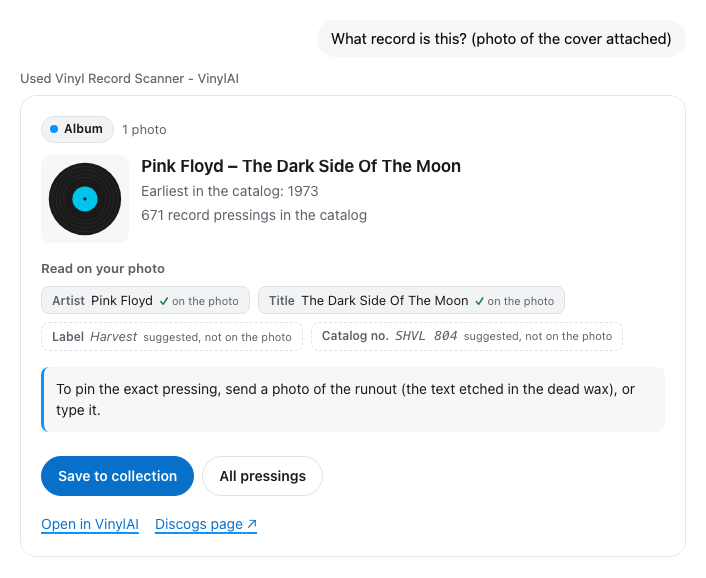 What record is this? (photo of the cover attached)
Used Vinyl Record Scanner - VinylAI
Album 1 photo
Pink Floyd – The Dark Side Of The Moon
Earliest in the catalog: 1973
671 record pressings in the catalog
Read on your photo
Artist Pink Floyd ✓ on the photo Title The Dark Side Of The Moon ✓ on the photo
Label Harvest suggested, not on the photo Catalog no. SHVL 804 suggested, not on the photo
To pin the exact pressing, send a photo of the runout (the text etched in the dead wax), or
type it.
Save to collection All pressings
Open in VinylAI Discogs page ↗